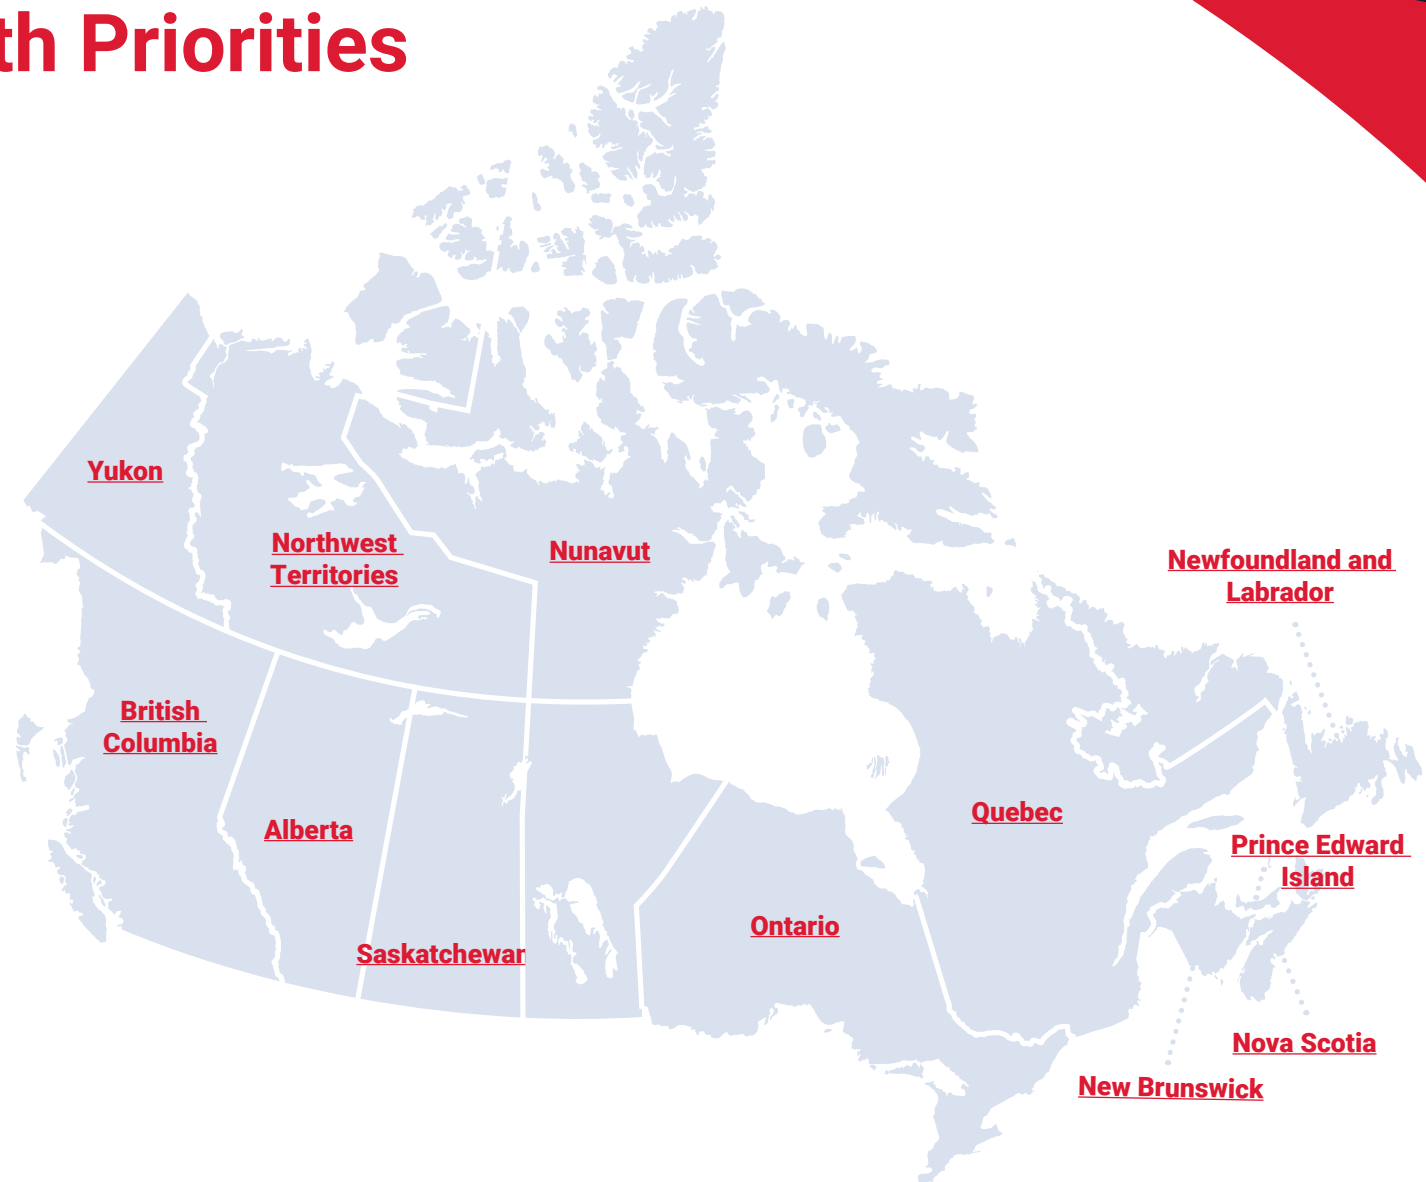 th Priorities
Yukon
Northwest
Territories
Nunavut
Newfoundland and
Labrador
British
Columbia
Alberta
Quebec
Prince Edward
Island
Ontario
Saskatchewan
Nova Scotia
New Brunswick